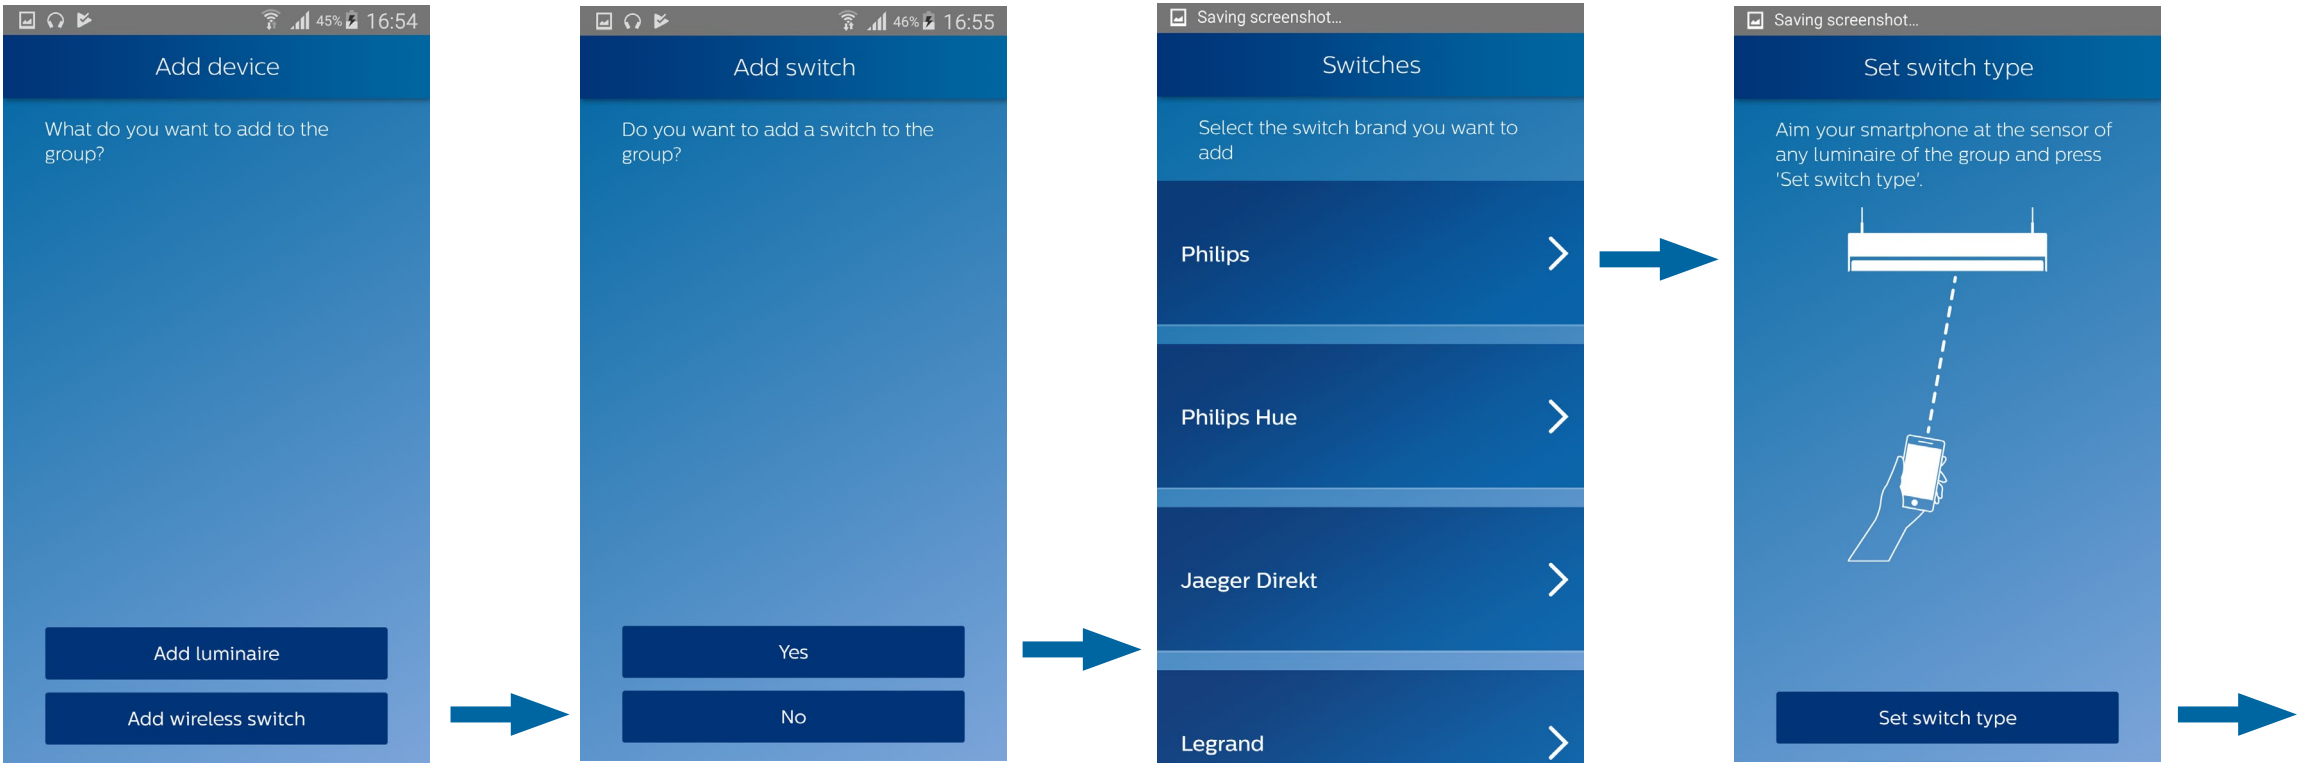 45% 16:54
Add device
What do you want to add to the
group?
Add luminaire
Add wireless switch
46% 16:55
Add switch
Do you want to add a switch to the
group?
Yes
No
Saving screenshot...
Switches
Select the switch brand you want to
add
Philips
Philips Hue
Jaeger Direkt
Legrand
Saving screenshot...
Set switch type
Aim your smartphone at the sensor of
any luminaire of the group and press
'Set switch type'.
Set switch type